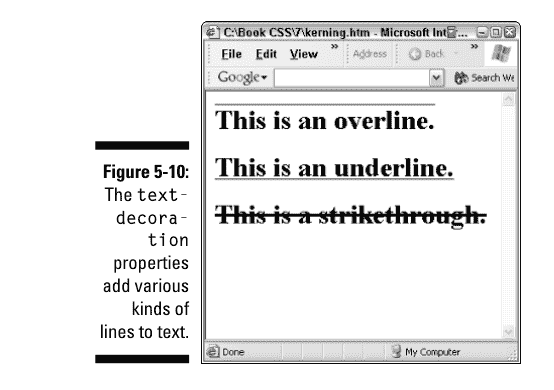 C:\Book CSS\7\kerning.htm - Microsoft Int...
File Edit View » Address Back »
Google Search We
This is an overline.
This is an underline.
This is a strikethrough.
Done My Computer
Figure 5-10:
The text-
decora-
tion
properties
add various
kinds of
lines to text.